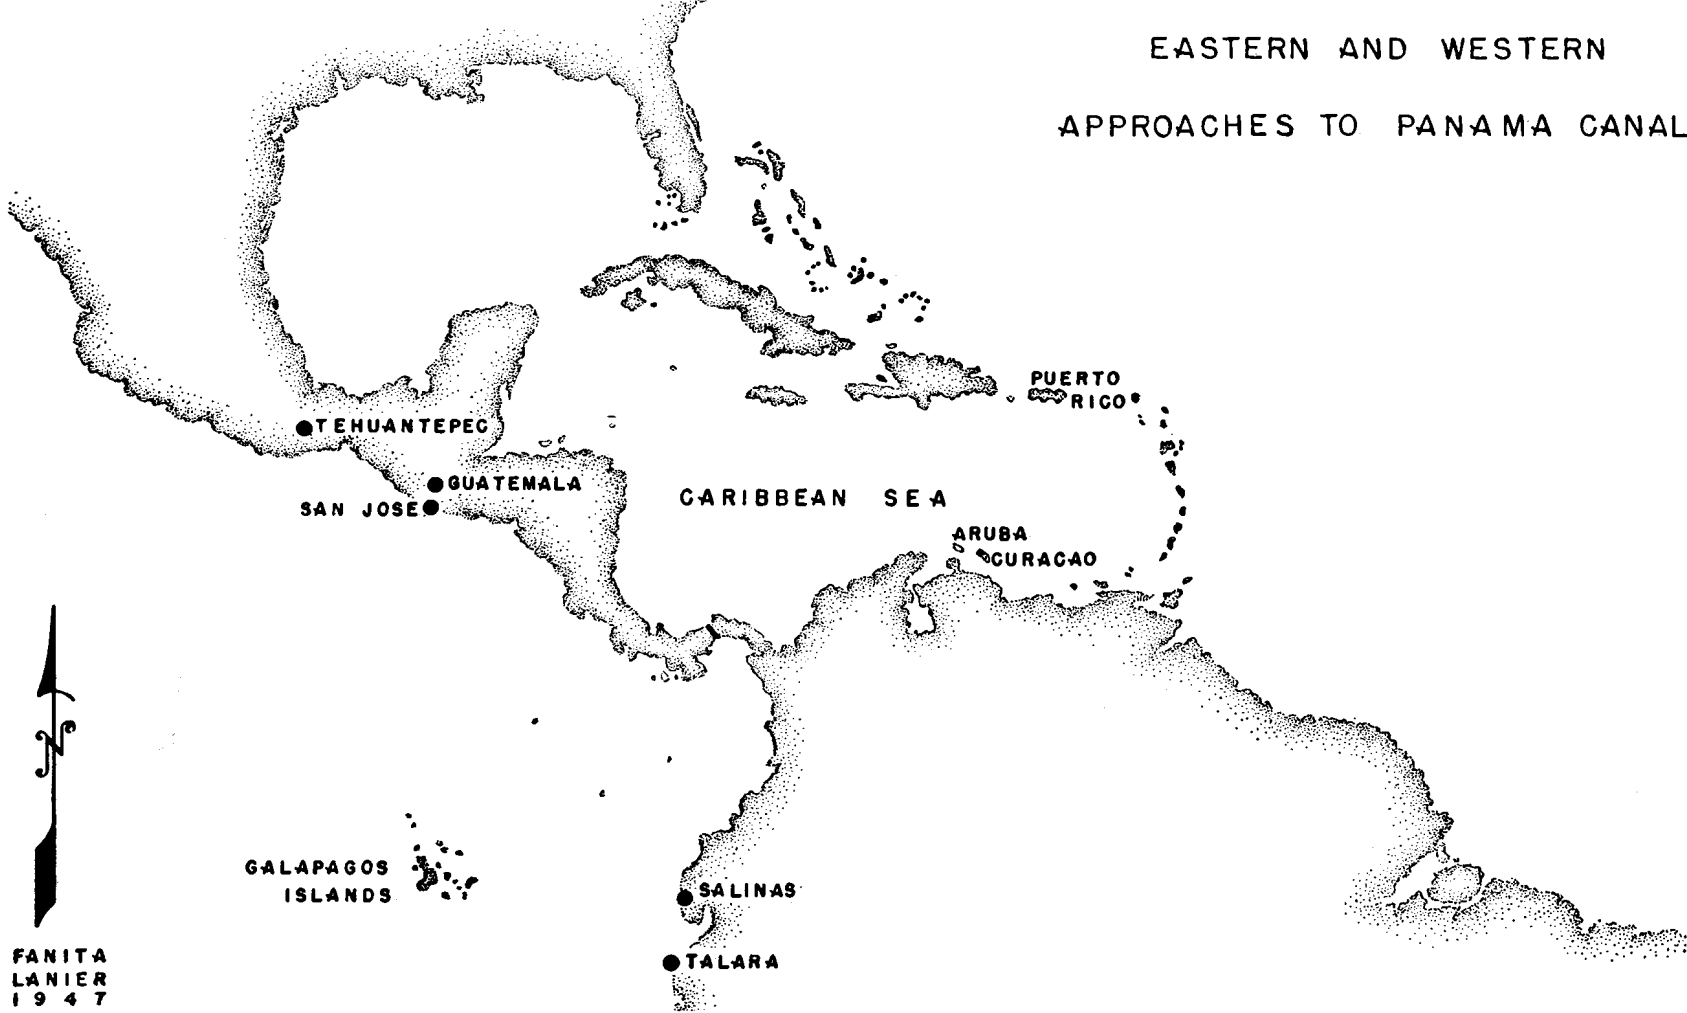 EASTERN AND WESTERN
APPROACHES TO PANAMA CANAL
PUERTO
RICO
TEHUANTEPEC
GUATEMALA
SAN JOSE
CARIBBEAN SEA
ARUBA
CURACAO
N
GALAPAGOS
ISLANDS
SALINAS
TALARA
FANITA
LANIER
1947